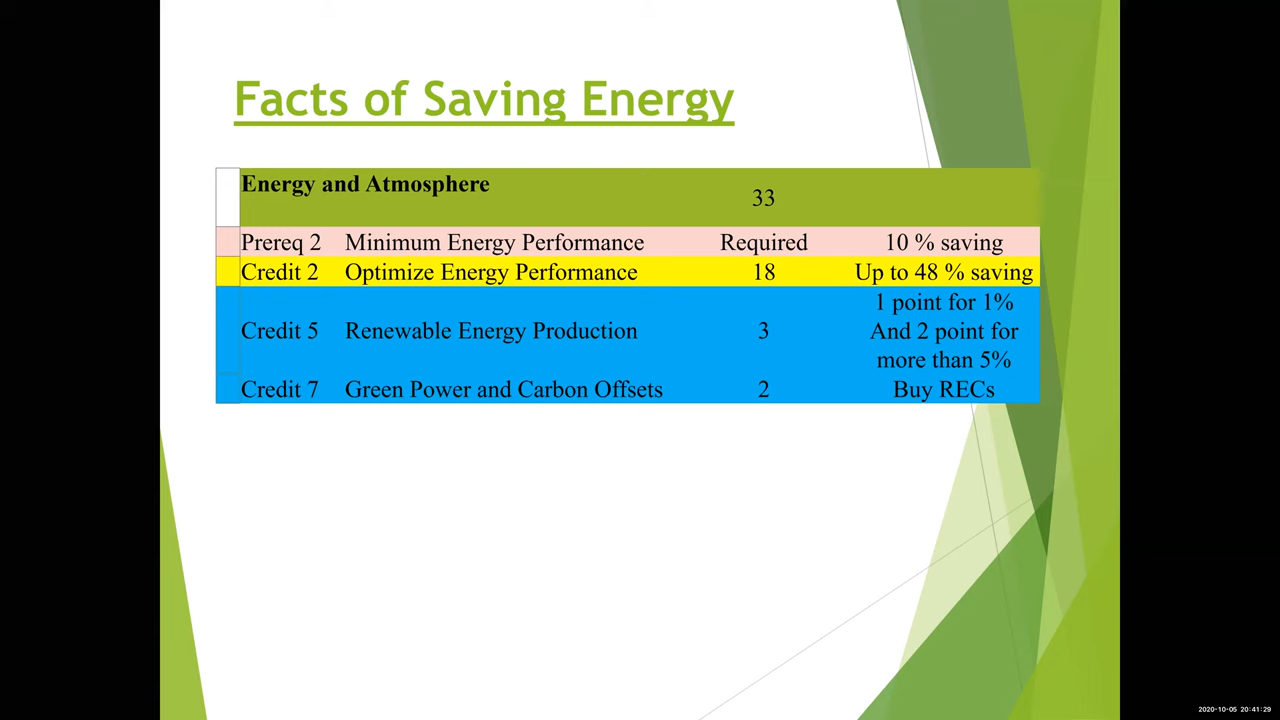 Facts of Saving Energy
Energy and Atmosphere 33
Prereq 2 Minimum Energy Performance Required 10 % saving
Credit 2 Optimize Energy Performance 18 Up to 48 % saving
Credit 5 Renewable Energy Production 3 1 point for 1%
And 2 point for
more than 5%
Credit 7 Green Power and Carbon Offsets 2 Buy RECs
2020-10-05 20:41:29